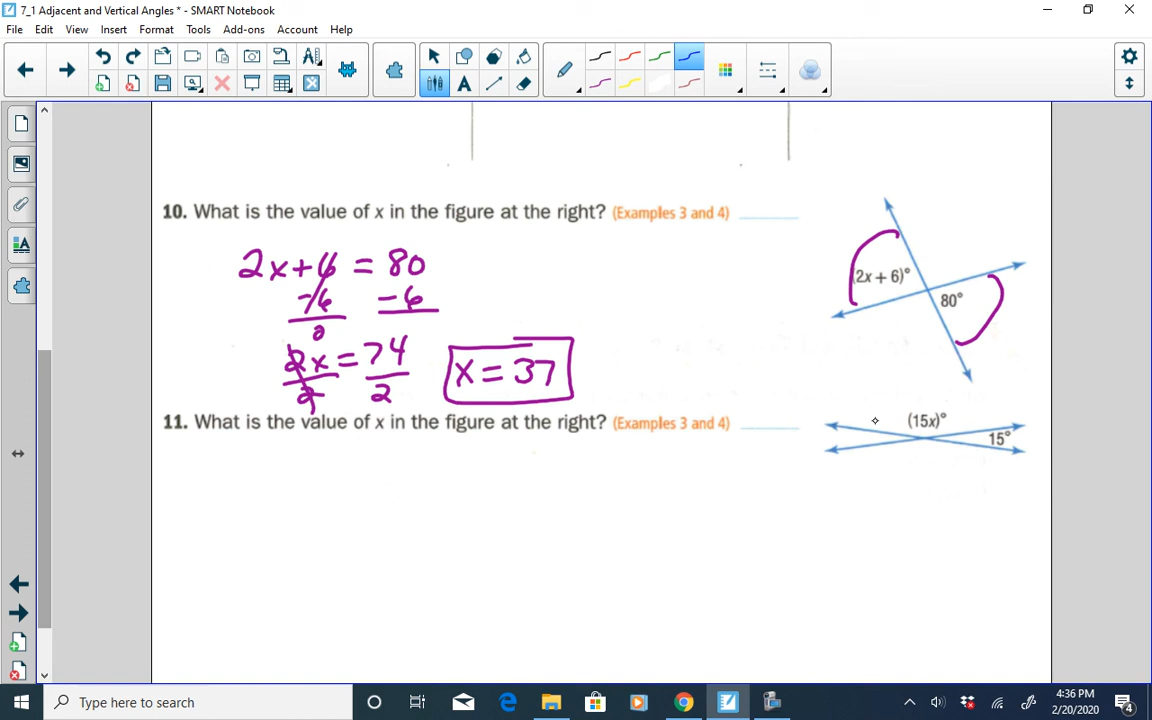 7_1 Adjacent and Vertical Angles * - SMART Notebook
File Edit View Insert Format Tools Add-ons Account Help
10. What is the value of x in the figure at the right? (Examples 3 and 4)
2x+6 = 80
-6 -6
0
2x = 74
2 2
x = 37
(2x + 6)°
80°
11. What is the value of x in the figure at the right? (Examples 3 and 4)
(15x)°
15°
Type here to search
4:36 PM
2/20/2020
4